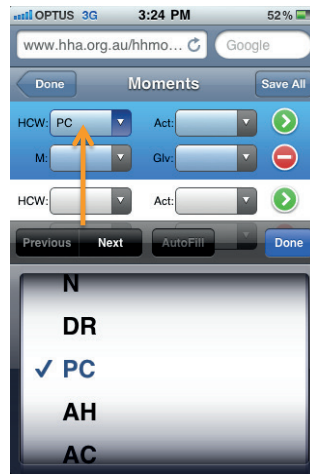 OPTUS 3G 3:24 PM 52%
www.hha.org.au/hhmo... Google
Done Moments Save All
HCW: PC Act:
M: Glv:
HCW: Act:
Previous Next AutoFill Done
N
DR
✓ PC
AH
AC